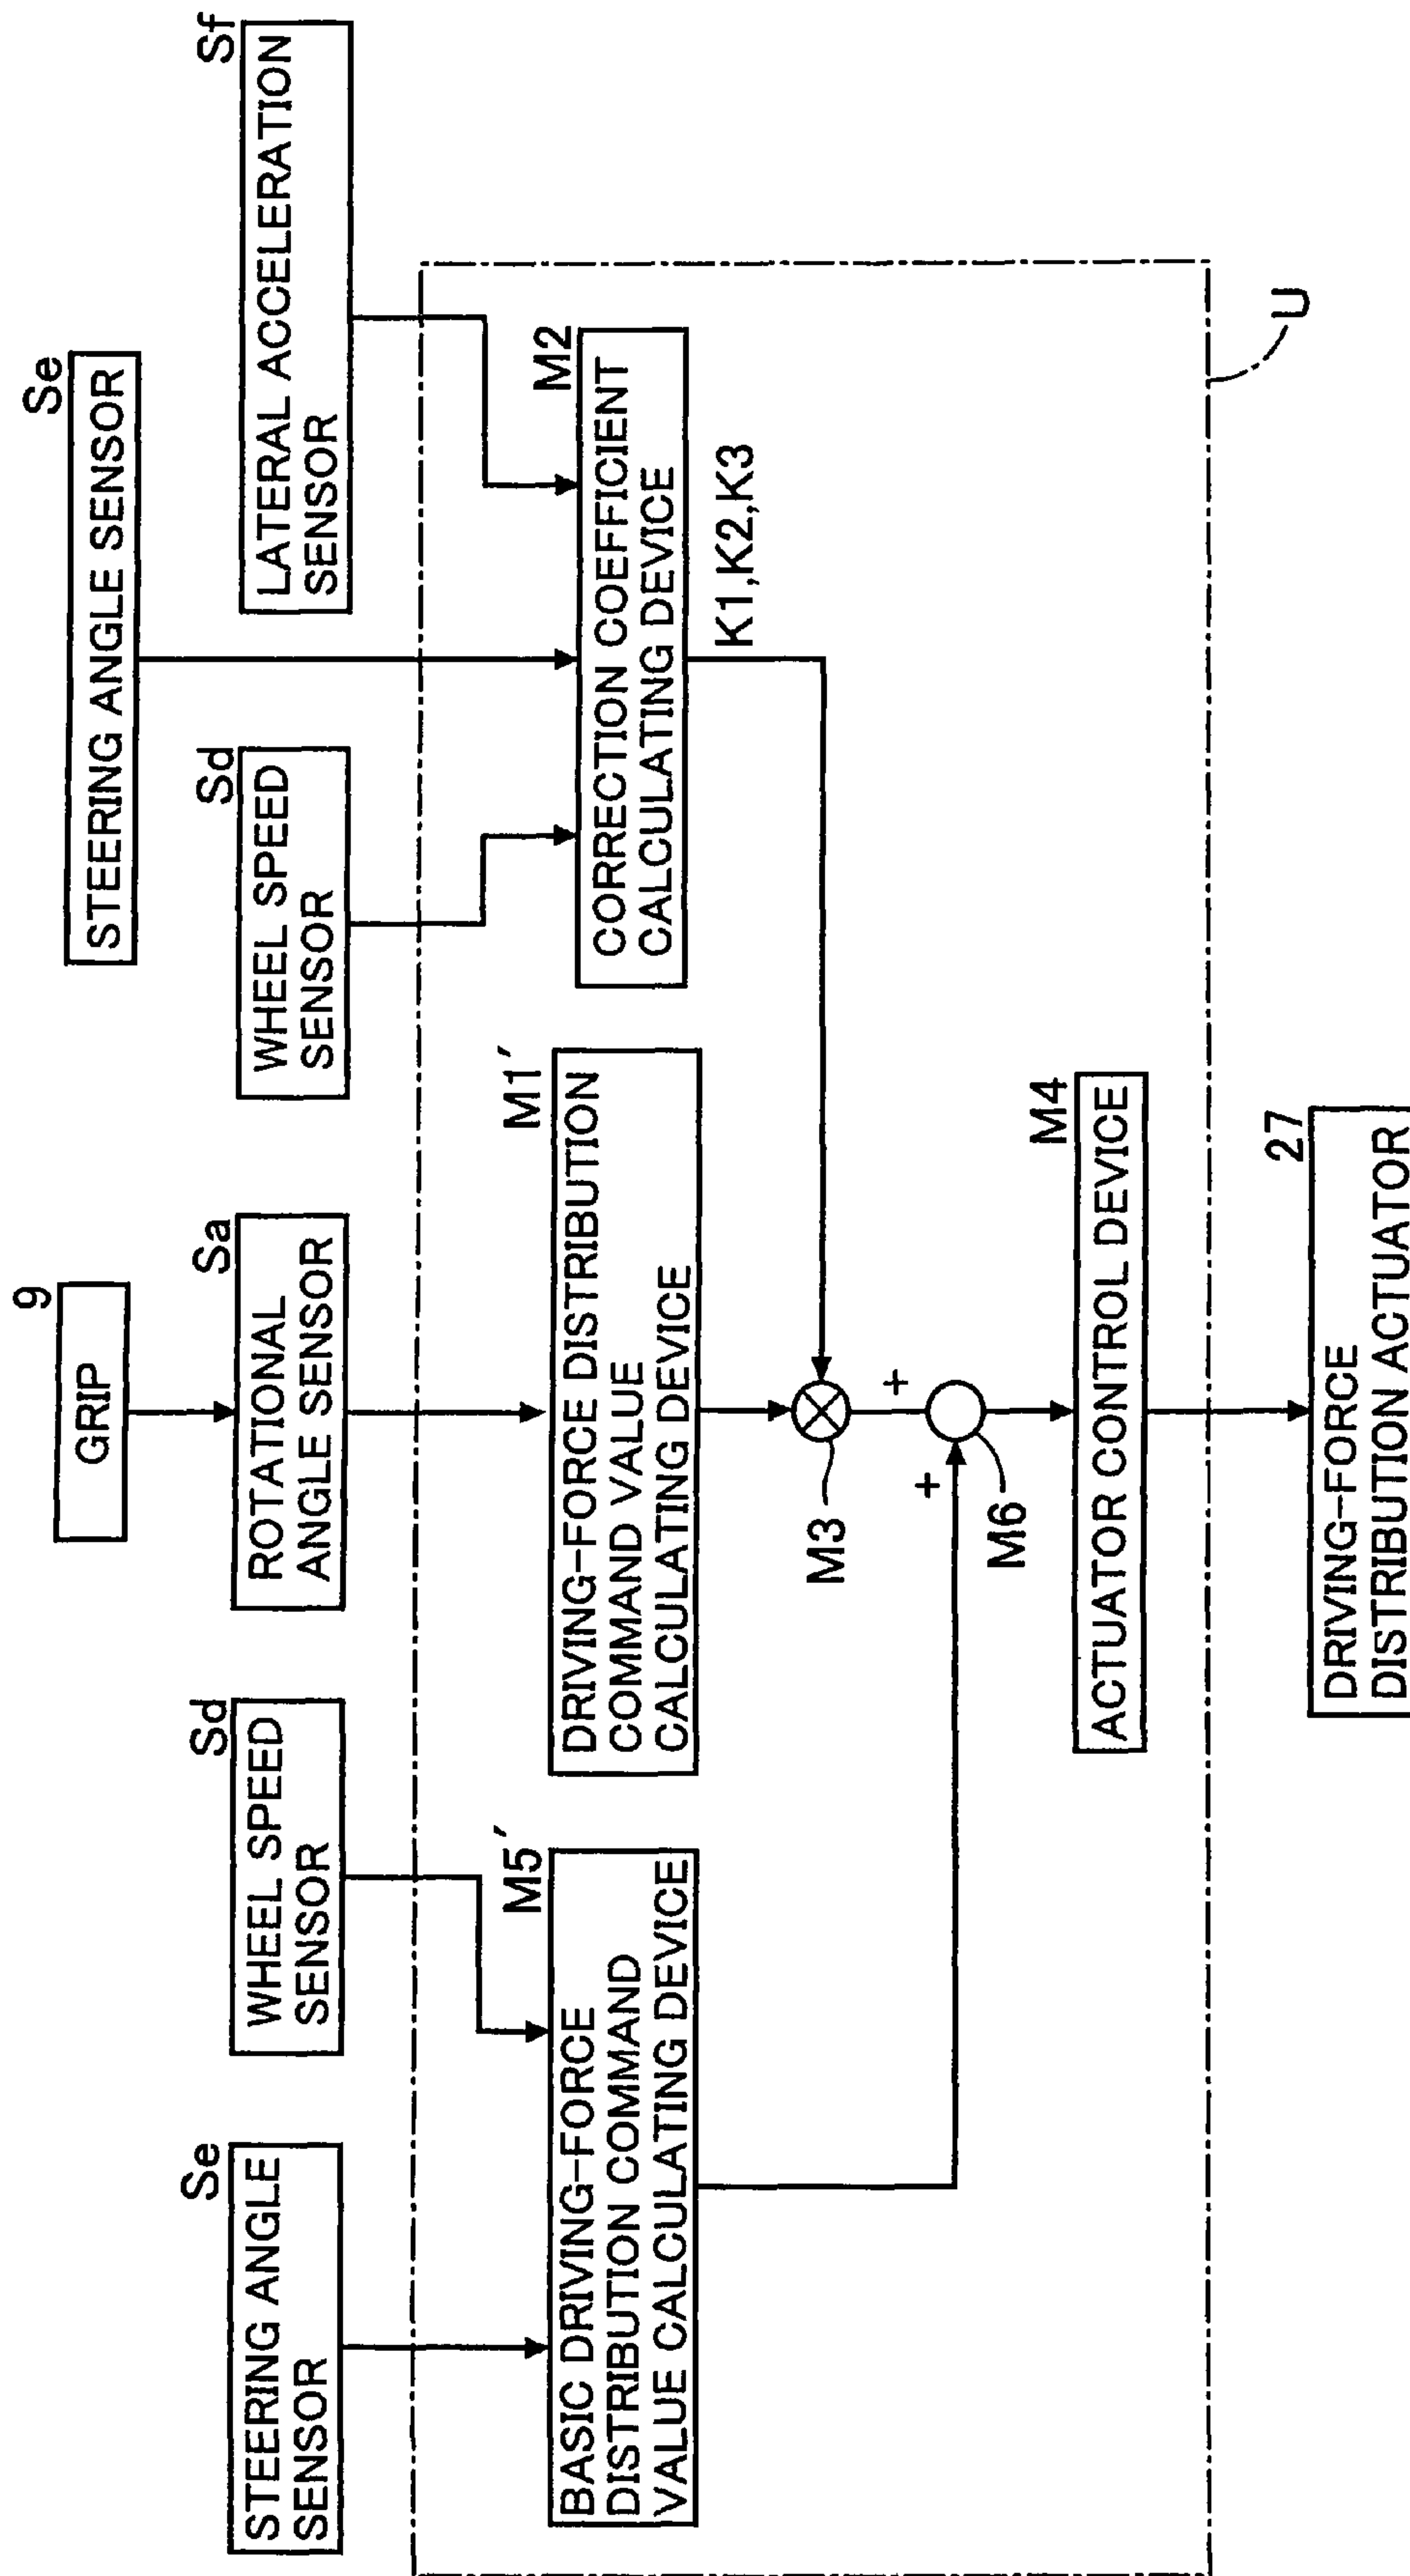 9
GRIP
Se
STEERING ANGLE SENSOR
Se
STEERING ANGLE
SENSOR
Sd
WHEEL SPEED
SENSOR
Sa
ROTATIONAL
ANGLE SENSOR
Sd
WHEEL SPEED
SENSOR
Sf
LATERAL ACCELERATION
SENSOR
M5´
BASIC DRIVING-FORCE
DISTRIBUTION COMMAND
VALUE CALCULATING DEVICE
M1´
DRIVING-FORCE DISTRIBUTION
COMMAND VALUE
CALCULATING DEVICE
M2
CORRECTION COEFFICIENT
CALCULATING DEVICE
K1,K2,K3
M3
+
+
M6
M4
ACTUATOR CONTROL DEVICE
U
27
DRIVING-FORCE
DISTRIBUTION ACTUATOR